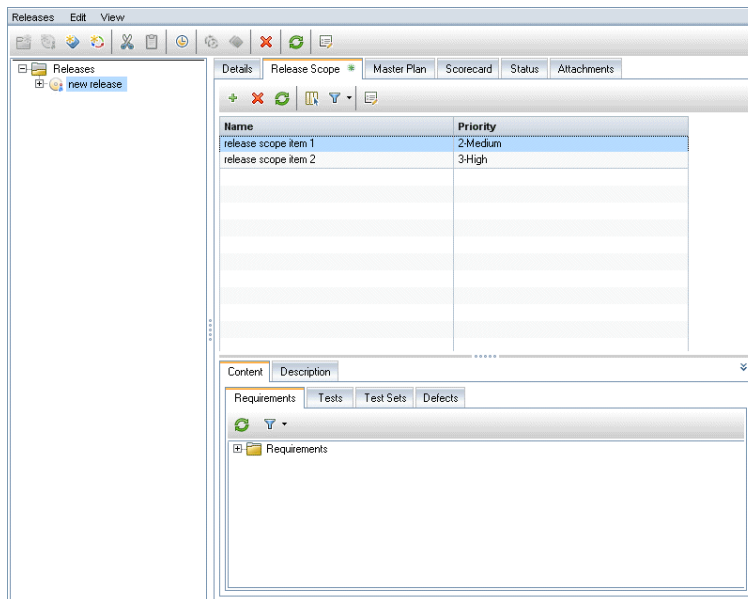 Releases Edit View
Releases
new release
Details Release Scope * Master Plan Scorecard Status Attachments
Name Priority
release scope item 1 2-Medium
release scope item 2 3-High
Content Description
Requirements Tests Test Sets Defects
Requirements